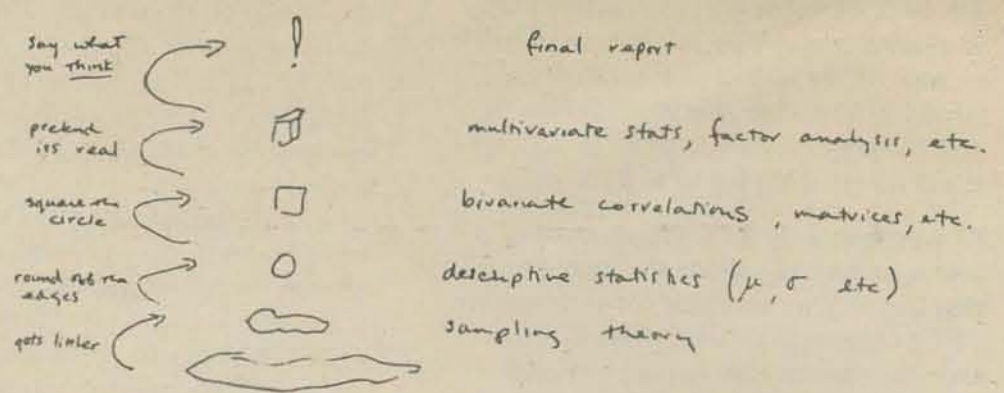 say what
you think
!
final report
pretend
its real
multivariate stats, factor analysis, etc.
square the
circle
bivariate correlations, matrices, etc.
round off the
edges
descriptive statistics (μ, σ etc)
gets littler
sampling theory